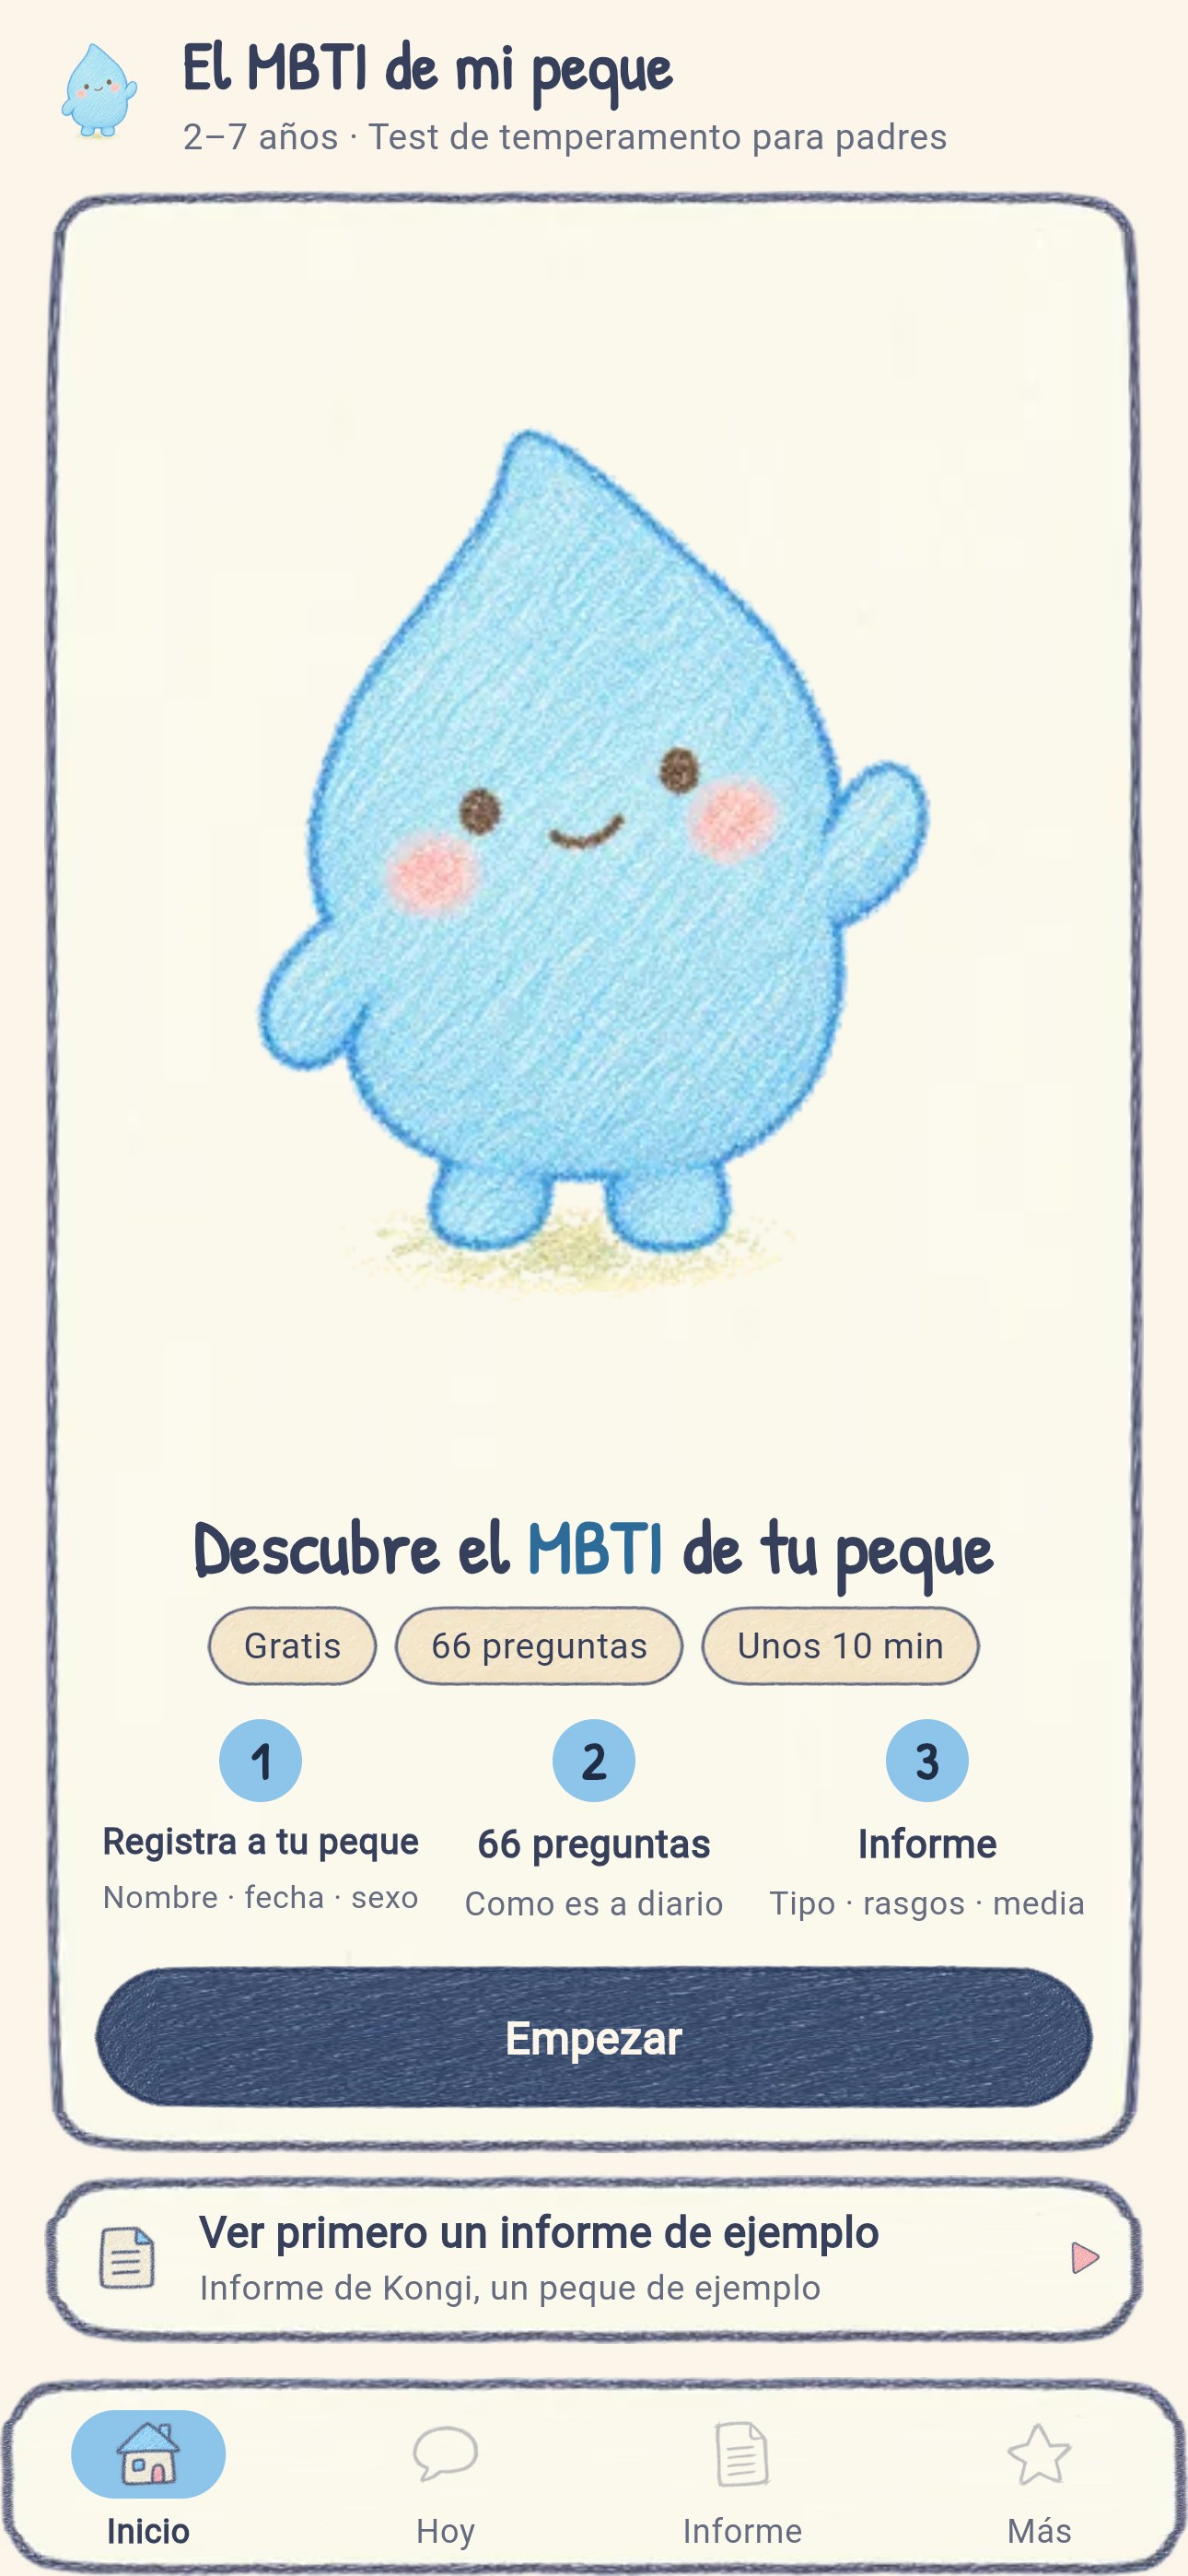 El MBTI de mi peque
2–7 años · Test de temperamento para padres
Descubre el MBTI de tu peque
Gratis
66 preguntas
Unos 10 min
1
2
3
Registra a tu peque
66 preguntas
Informe
Nombre · fecha · sexo
Como es a diario
Tipo · rasgos · media
Empezar
Ver primero un informe de ejemplo
Informe de Kongi, un peque de ejemplo
Inicio
Hoy
Informe
Más